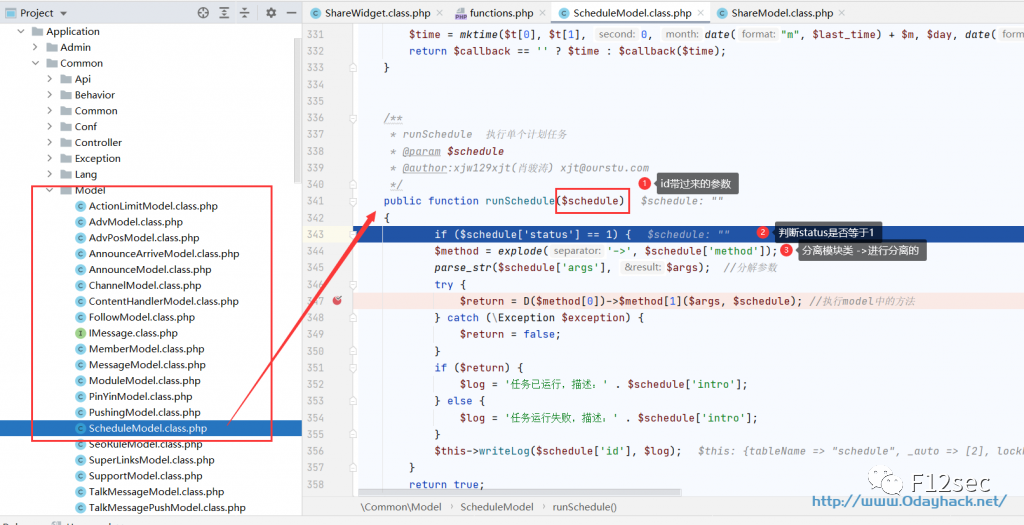 Project
ShareWidget.class.php
functions.php
ScheduleModel.class.php
ShareModel.class.php
Application
Admin
Common
Api
Behavior
Common
Conf
Controller
Exception
Lang
Model
ActionLimitModel.class.php
AdvModel.class.php
AdvPosModel.class.php
AnnounceArriveModel.class.php
AnnounceModel.class.php
ChannelModel.class.php
ContentHandlerModel.class.php
FollowModel.class.php
IMessage.class.php
MemberModel.class.php
MessageModel.class.php
ModuleModel.class.php
PinYinModel.class.php
PushingModel.class.php
ScheduleModel.class.php
SeoRuleModel.class.php
SuperLinksModel.class.php
SupportModel.class.php
TalkMessageModel.class.php
TalkMessagePushModel.class.php
331 $time = mktime($t[0], $t[1], second: 0, month: date( format: "m", $last_time) + $m, $day, date( form
332 return $callback == '' ? $time : $callback($time);
333 }
334
335
336 /**
337 * runSchedule 执行单个计划任务
338 * @param $schedule
339 * @author:xjw129xjt(肖骏涛) xjt@ourstu.com
340 */
1 id带过来的参数
341 public function runSchedule($schedule) $schedule: ""
342 {
2 判断status是否等于1
343 if ($schedule['status'] == 1) { $schedule: ""
3 分离模块类 ->进行分离的
344 $method = explode( separator: '->', $schedule['method']);
345 parse_str($schedule['args'], &result: $args); //分解参数
346 try {
347 $return = D($method[0])->$method[1]($args, $schedule); //执行model中的方法
348 } catch (\Exception $exception) {
349 $return = false;
350 }
351 if ($return) {
352 $log = '任务已运行，描述：' . $schedule['intro'];
353 } else {
354 $log = '任务运行失败，描述：' . $schedule['intro'];
355 }
356 $this->writeLog($schedule['id'], $log); $this: {tableName => "schedule", _auto => [2], lockF
357 }
358 return true;
\Common\Model
ScheduleModel
runSchedule()
F12sec
http://www.0dayhack.net/